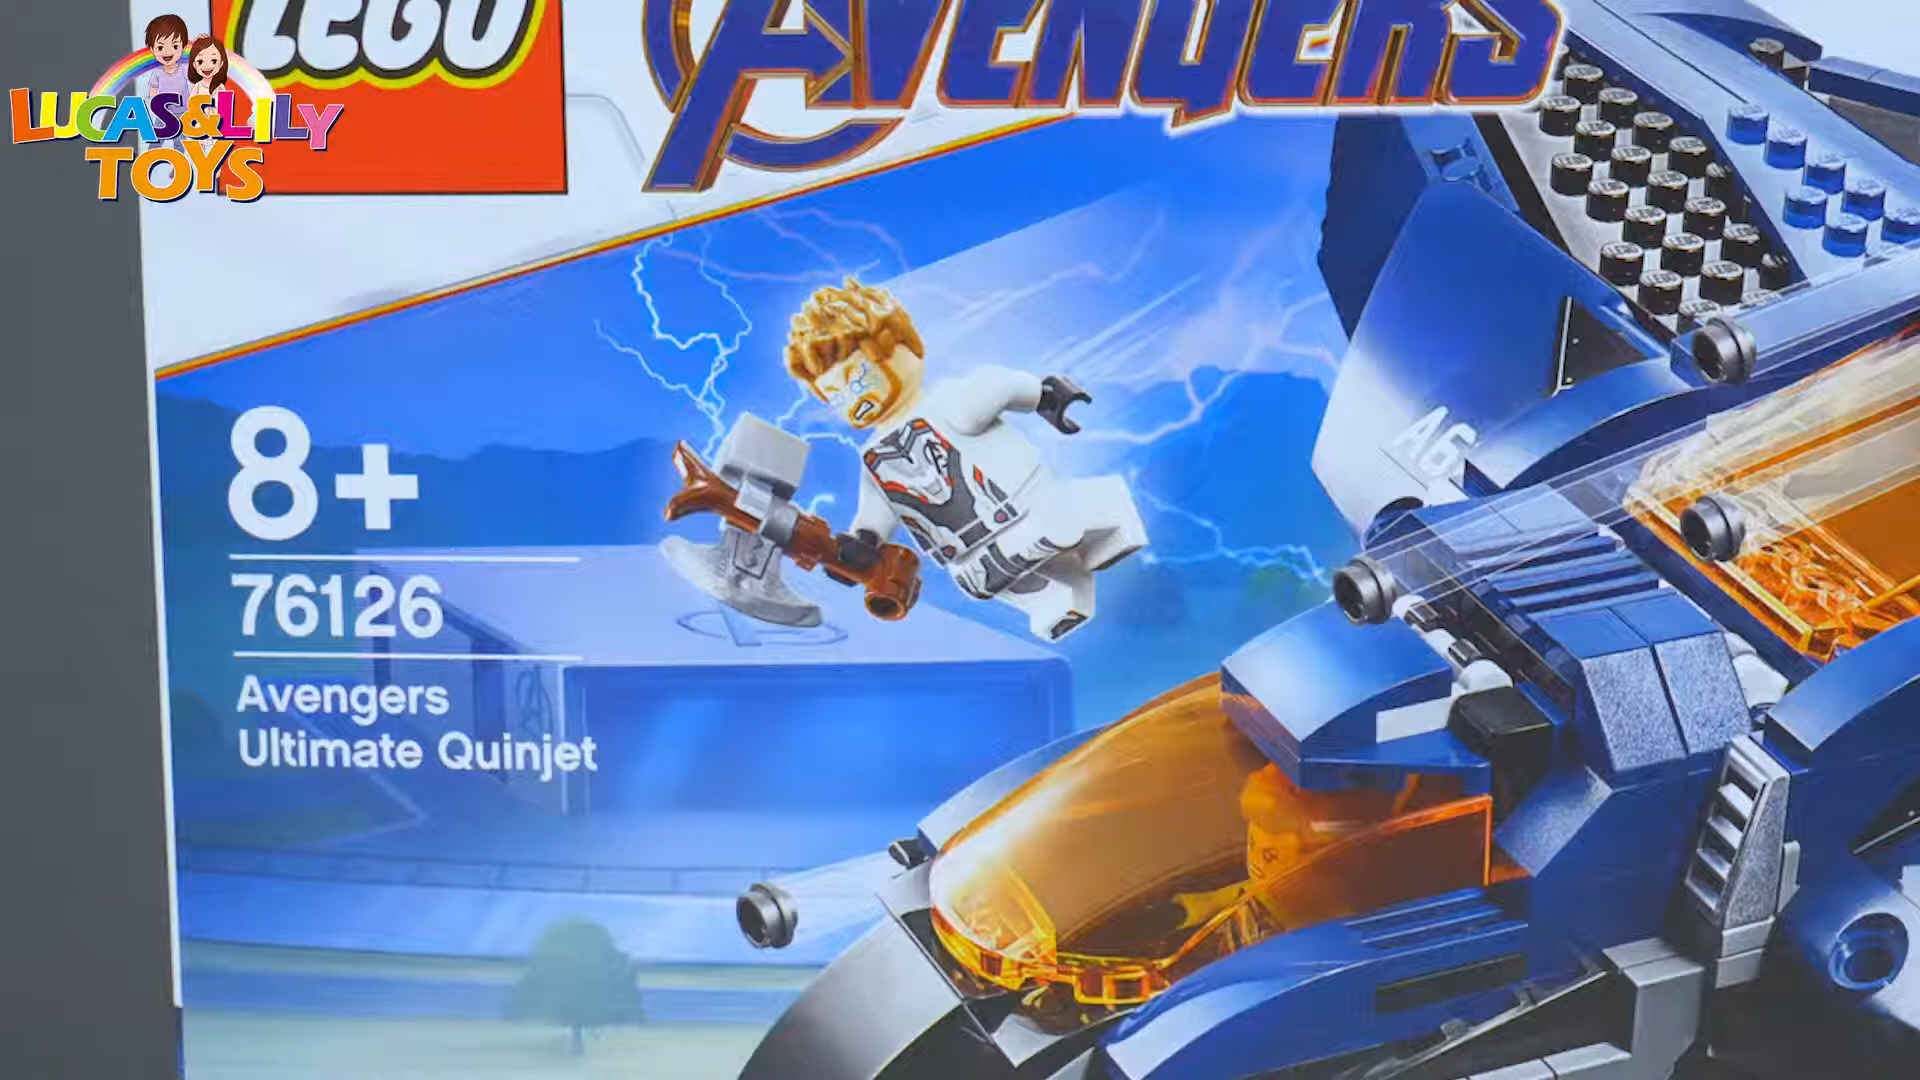 LUCAS&LILY
TOYS
LEGO
AVENGERS
8+
76126
Avengers
Ultimate Quinjet
A6